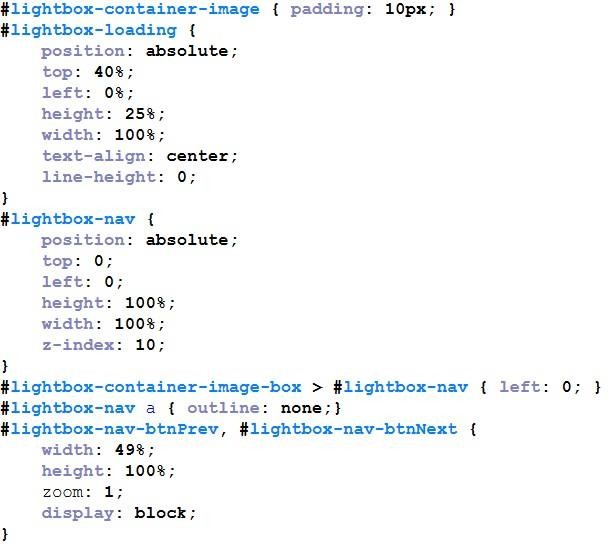 #lightbox-container-image { padding: 10px; }
#lightbox-loading {
    position: absolute;
    top: 40%;
    left: 0%;
    height: 25%;
    width: 100%;
    text-align: center;
    line-height: 0;
}
#lightbox-nav {
    position: absolute;
    top: 0;
    left: 0;
    height: 100%;
    width: 100%;
    z-index: 10;
}
#lightbox-container-image-box > #lightbox-nav { left: 0; }
#lightbox-nav a { outline: none;}
#lightbox-nav-btnPrev, #lightbox-nav-btnNext {
    width: 49%;
    height: 100%;
    zoom: 1;
    display: block;
}